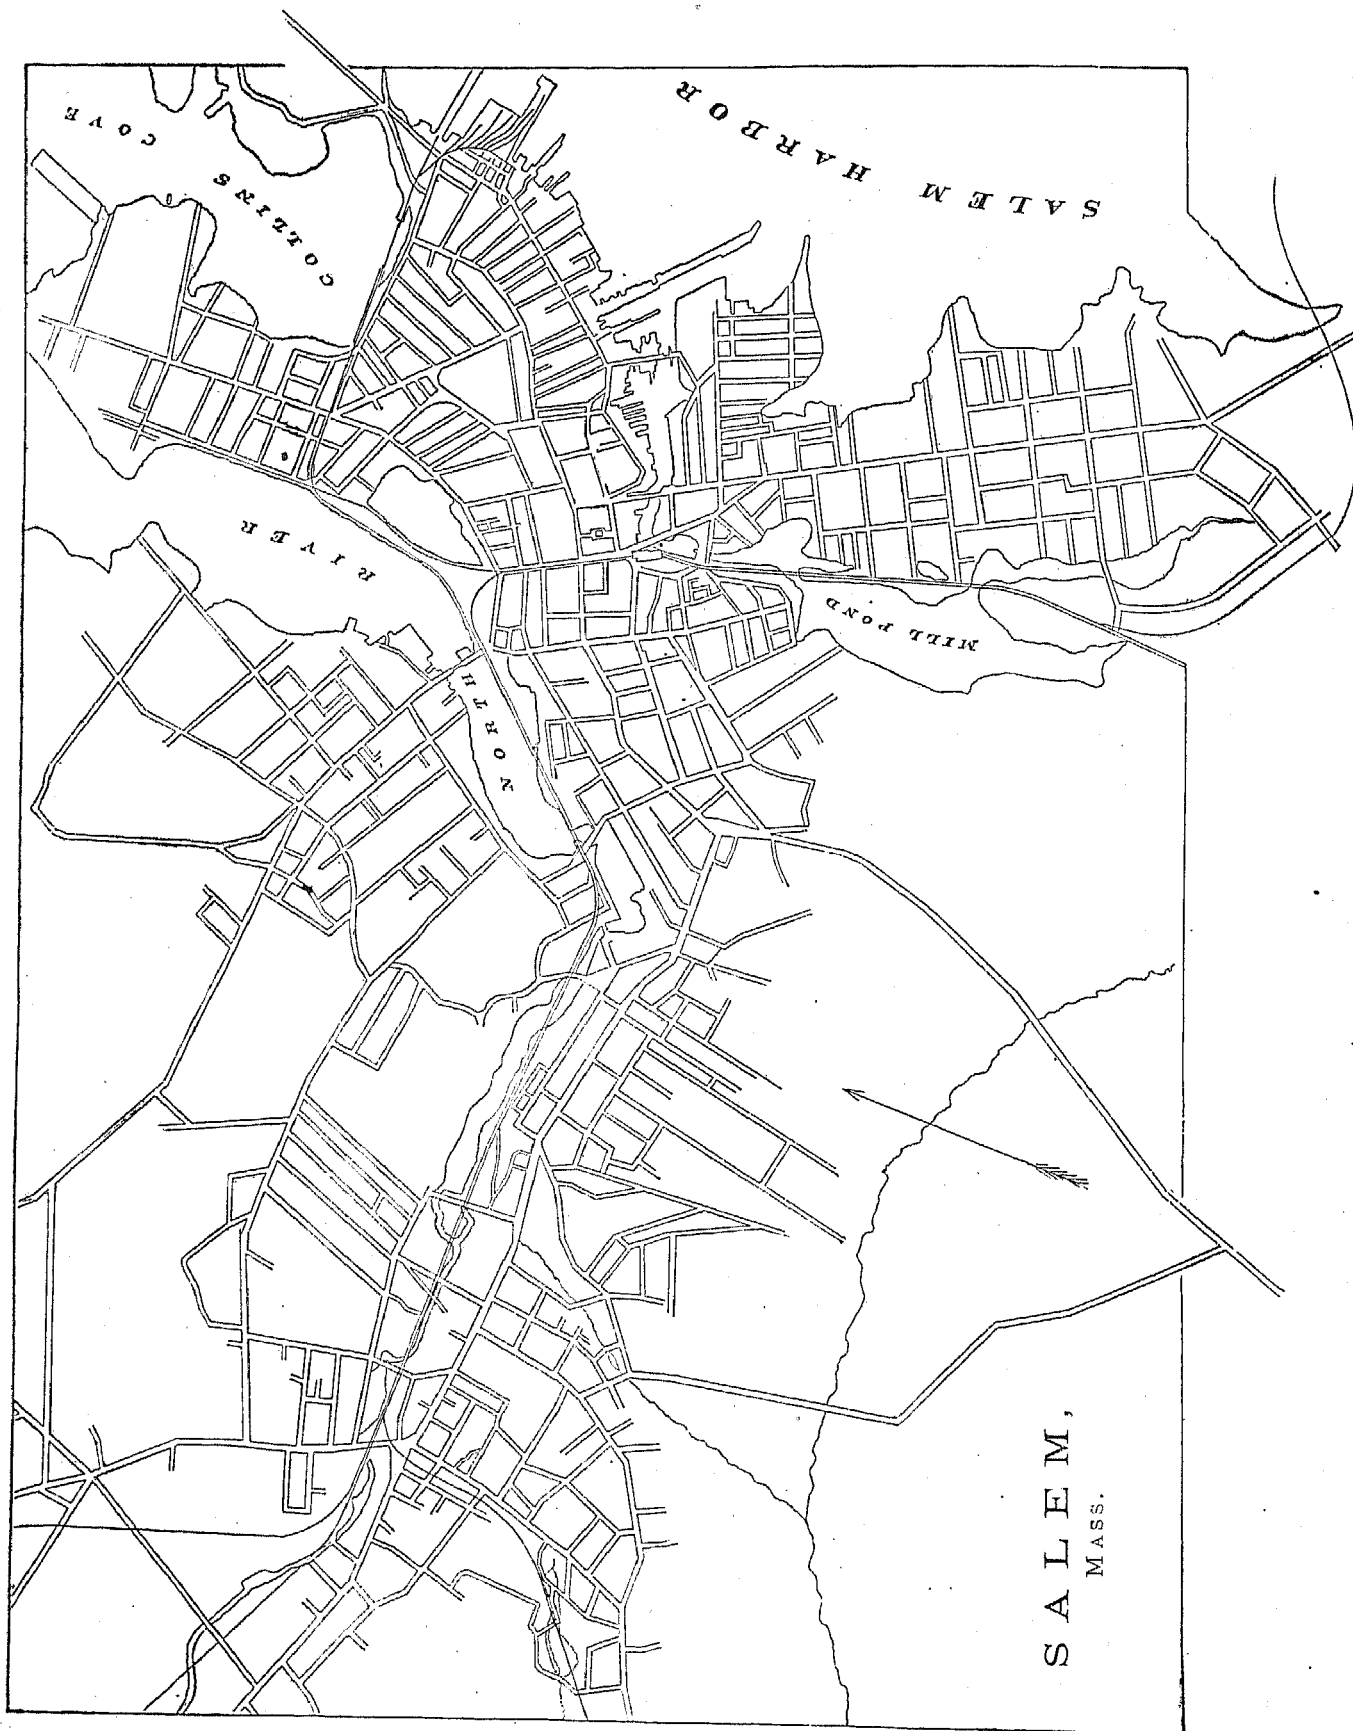 COLLINS COVE
SALEM HARBOR
NORTH RIVER
MILL POND
SALEM,
MASS.